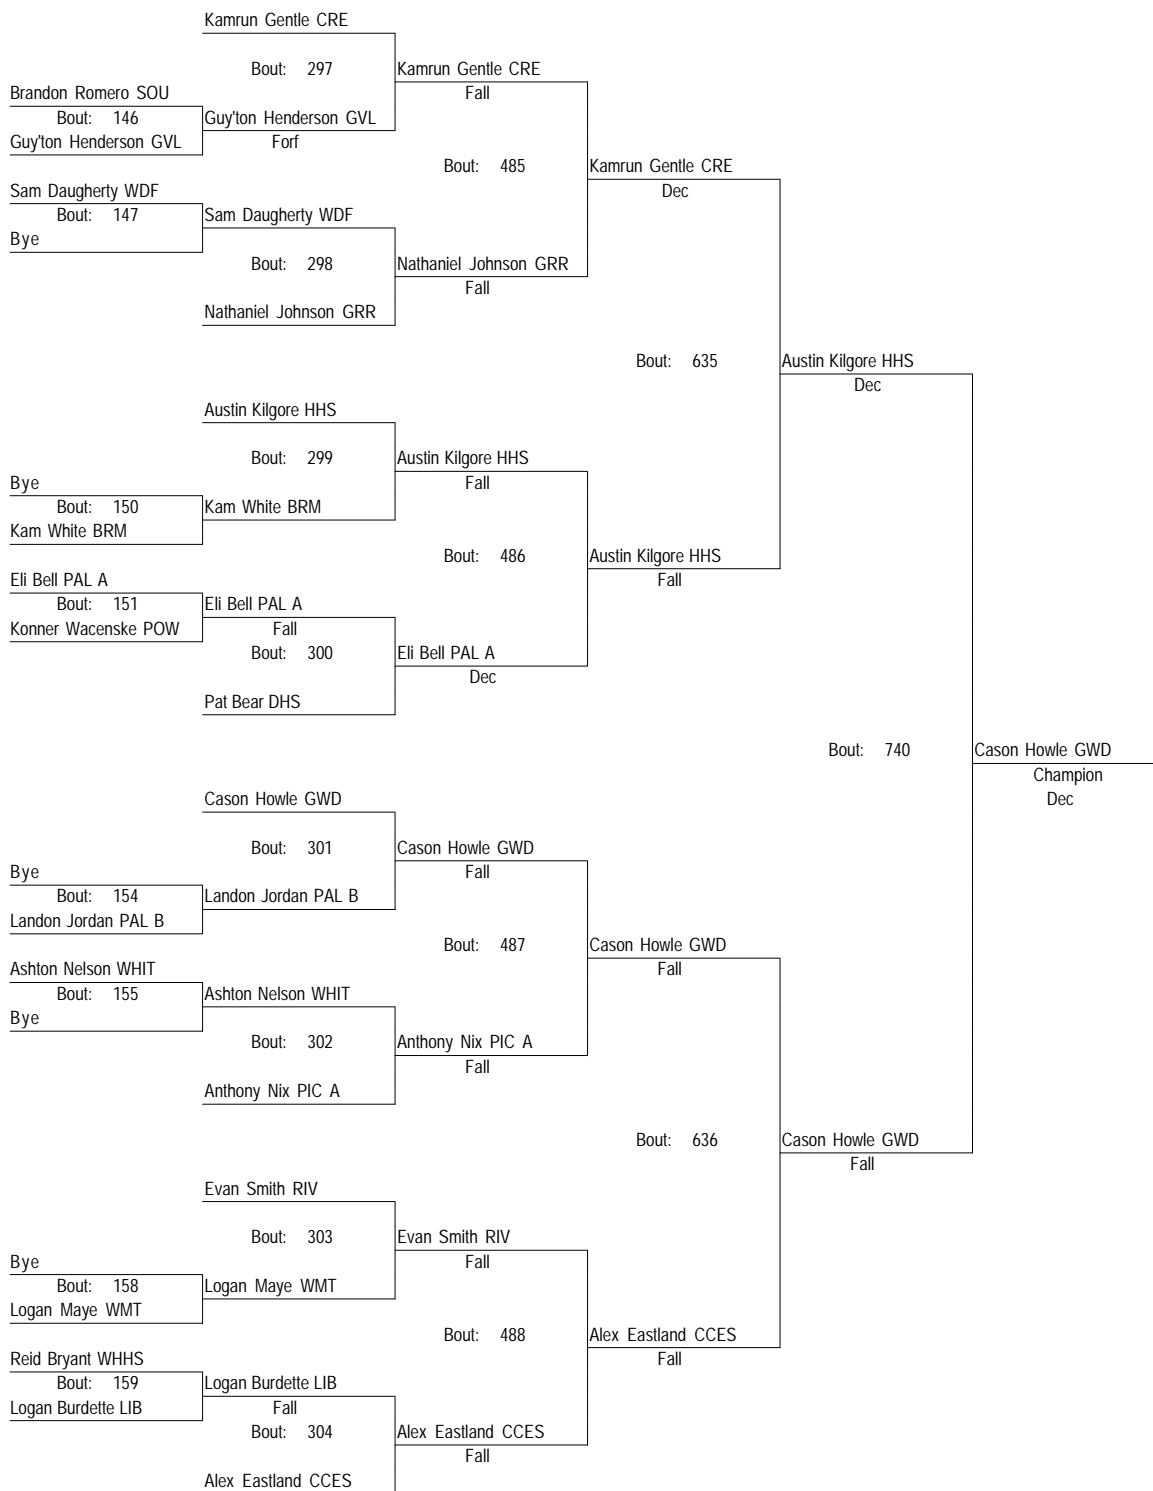 Kamrun Gentle CRE
Bout: 297
Kamrun Gentle CRE
Fall
Brandon Romero SOU
Bout: 146
Guy'ton Henderson GVL
Guy'ton Henderson GVL
Forf
Bout: 485
Kamrun Gentle CRE
Dec
Sam Daugherty WDF
Bout: 147
Sam Daugherty WDF
Bye
Bout: 298
Nathaniel Johnson GRR
Fall
Nathaniel Johnson GRR
Bout: 635
Austin Kilgore HHS
Dec
Austin Kilgore HHS
Bout: 299
Austin Kilgore HHS
Fall
Bye
Bout: 150
Kam White BRM
Kam White BRM
Bout: 486
Austin Kilgore HHS
Fall
Eli Bell PAL A
Bout: 151
Eli Bell PAL A
Konner Wacenske POW
Fall
Bout: 300
Eli Bell PAL A
Dec
Pat Bear DHS
Bout: 740
Cason Howle GWD
Champion
Dec
Cason Howle GWD
Bout: 301
Cason Howle GWD
Fall
Bye
Bout: 154
Landon Jordan PAL B
Landon Jordan PAL B
Bout: 487
Cason Howle GWD
Fall
Ashton Nelson WHIT
Bout: 155
Ashton Nelson WHIT
Bye
Bout: 302
Anthony Nix PIC A
Fall
Anthony Nix PIC A
Bout: 636
Cason Howle GWD
Fall
Evan Smith RIV
Bout: 303
Evan Smith RIV
Fall
Bye
Bout: 158
Logan Maye WMT
Logan Maye WMT
Bout: 488
Alex Eastland CCES
Fall
Reid Bryant WHHS
Bout: 159
Logan Burdette LIB
Logan Burdette LIB
Fall
Bout: 304
Alex Eastland CCES
Fall
Alex Eastland CCES